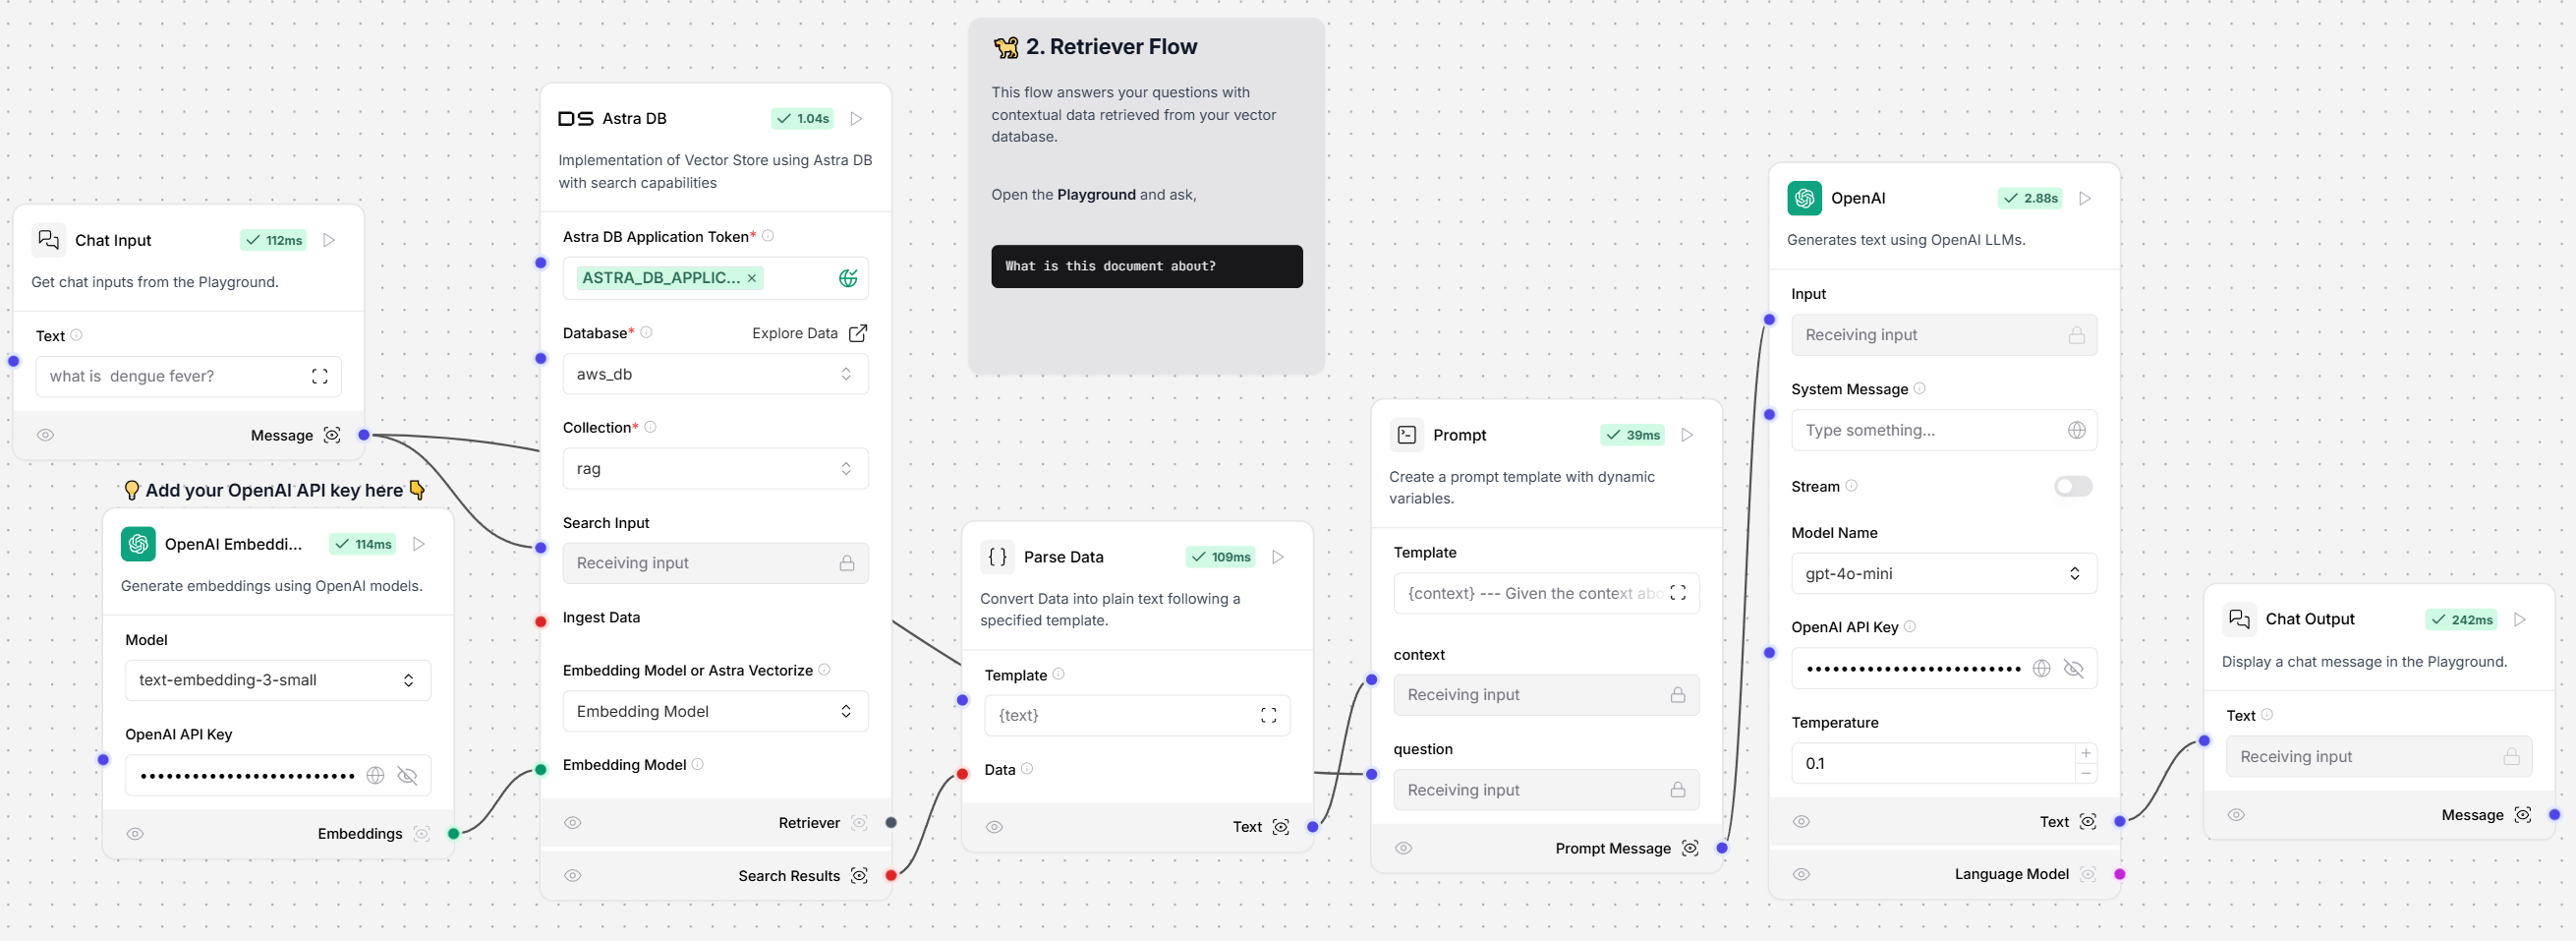 2. Retriever Flow
This flow answers your questions with
contextual data retrieved from your vector
database.
Open the Playground and ask,
What is this document about?
Chat Input
112ms
Get chat inputs from the Playground.
Text
what is dengue fever?
Message
Add your OpenAI API key here
OpenAI Embeddi...
114ms
Generate embeddings using OpenAI models.
Model
text-embedding-3-small
OpenAI API Key
••••••••••••••••••••••••
Embeddings
DS Astra DB
1.04s
Implementation of Vector Store using Astra DB
with search capabilities
Astra DB Application Token*
ASTRA_DB_APPLIC... ×
Database*
Explore Data
aws_db
Collection*
rag
Search Input
Receiving input
Ingest Data
Embedding Model or Astra Vectorize
Embedding Model
Embedding Model
Retriever
Search Results
Parse Data
109ms
Convert Data into plain text following a
specified template.
Template
{text}
Data
Text
Prompt
39ms
Create a prompt template with dynamic
variables.
Template
{context} --- Given the context abo
context
Receiving input
question
Receiving input
Prompt Message
OpenAI
2.88s
Generates text using OpenAI LLMs.
Input
Receiving input
System Message
Type something...
Stream
Model Name
gpt-4o-mini
OpenAI API Key
••••••••••••••••••••••••
Temperature
0.1
Text
Language Model
Chat Output
242ms
Display a chat message in the Playground.
Text
Receiving input
Message